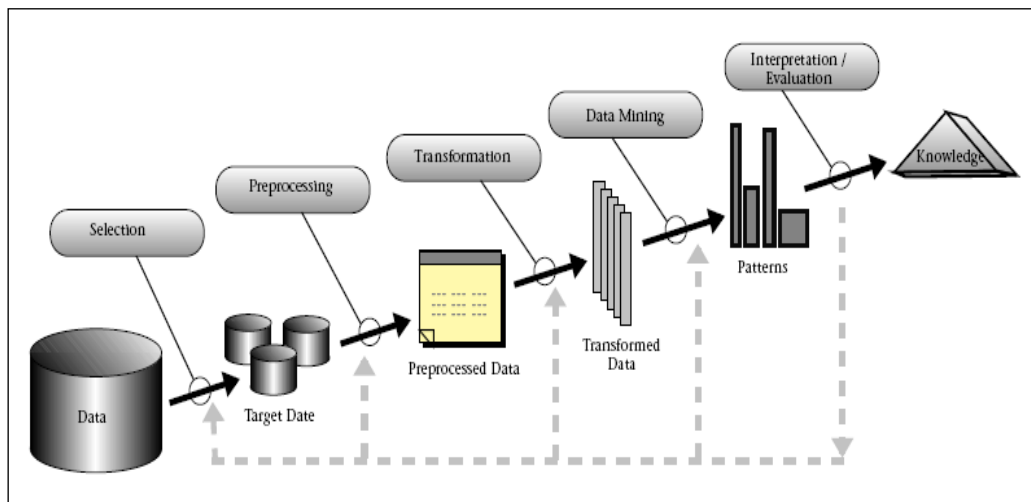 Interpretation /
Evaluation
Data Mining
Transformation
Preprocessing
Selection
Knowledge
Patterns
Transformed
Data
Preprocessed Data
Target Date
Data